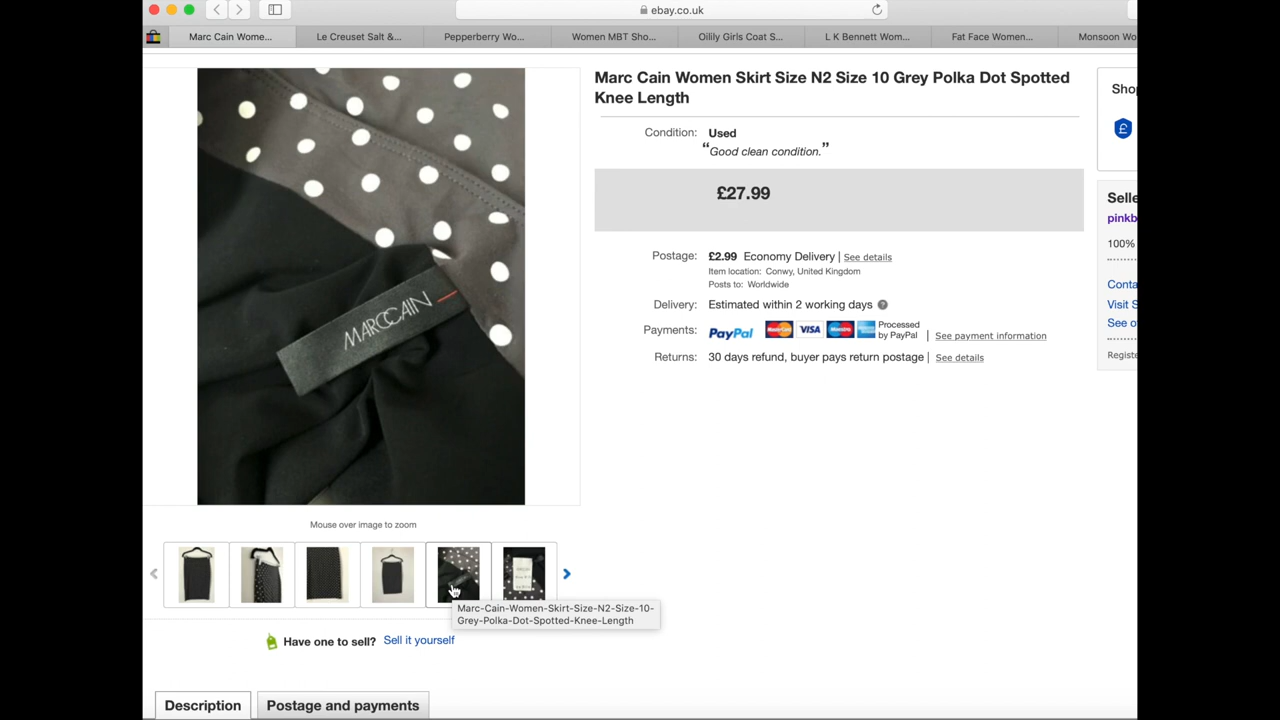 ebay.co.uk
Marc Cain Wome...
Le Creuset Salt &...
Pepperberry Wo...
Women MBT Sho...
Oilily Girls Coat S...
L K Bennett Wom...
Fat Face Women...
Monsoon Wo
Marc Cain Women Skirt Size N2 Size 10 Grey Polka Dot Spotted
Knee Length
Condition: Used
“Good clean condition.”
£27.99
Postage: £2.99 Economy Delivery | See details
Item location: Conwy, United Kingdom
Posts to: Worldwide
Delivery: Estimated within 2 working days ?
Payments: PayPal MasterCard VISA Maestro Processed
by PayPal | See payment information
Returns: 30 days refund, buyer pays return postage | See details
Shop
£
Selle
pinkb
100%
Conta
Visit S
See o
Registe
MARCCAIN
Mouse over image to zoom
Marc-Cain-Women-Skirt-Size-N2-Size-10-
Grey-Polka-Dot-Spotted-Knee-Length
Have one to sell? Sell it yourself
Description
Postage and payments